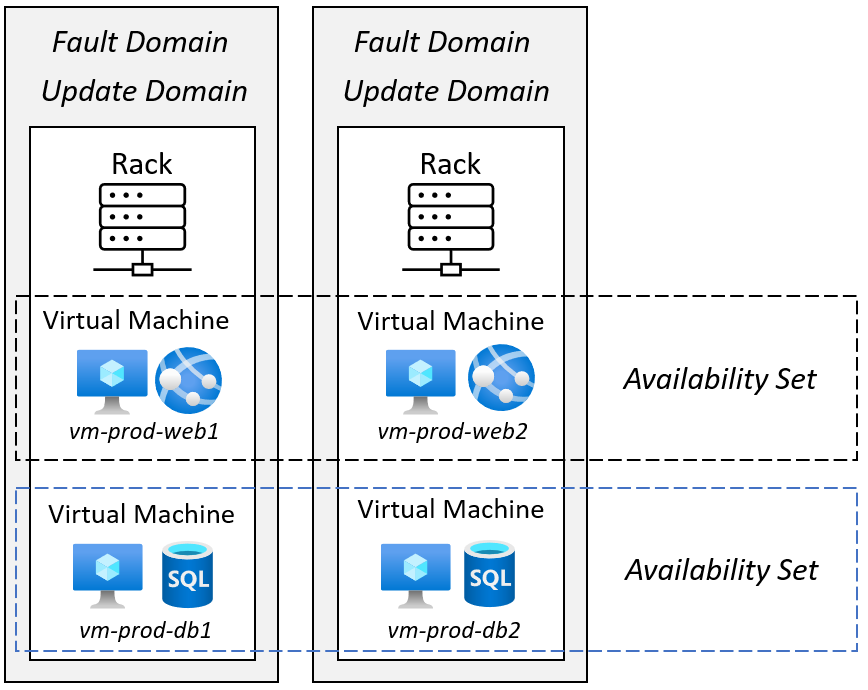 Fault Domain
Update Domain
Rack
Virtual Machine
vm-prod-web1
Virtual Machine
SQL
vm-prod-db1
Fault Domain
Update Domain
Rack
Virtual Machine
vm-prod-web2
Virtual Machine
SQL
vm-prod-db2
Availability Set
Availability Set